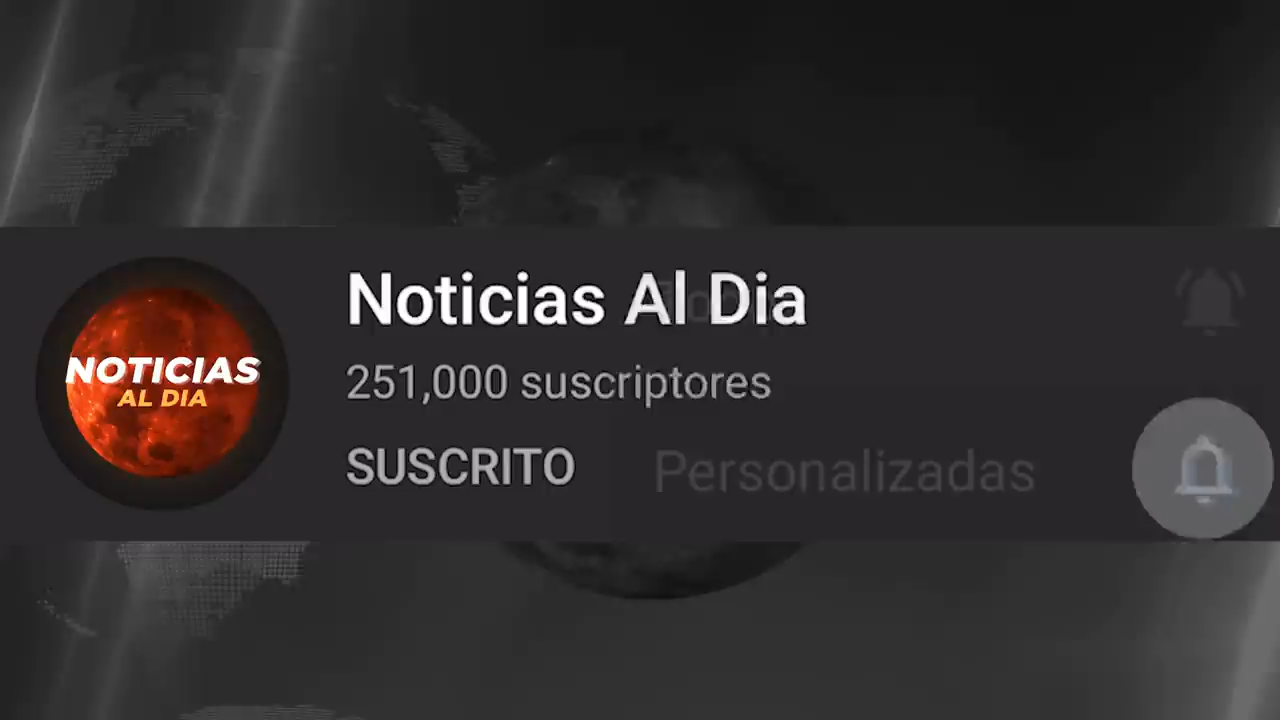 Noticias Al Dia
251,000 suscriptores
SUSCRITO
Personalizadas
NOTICIAS
AL DIA